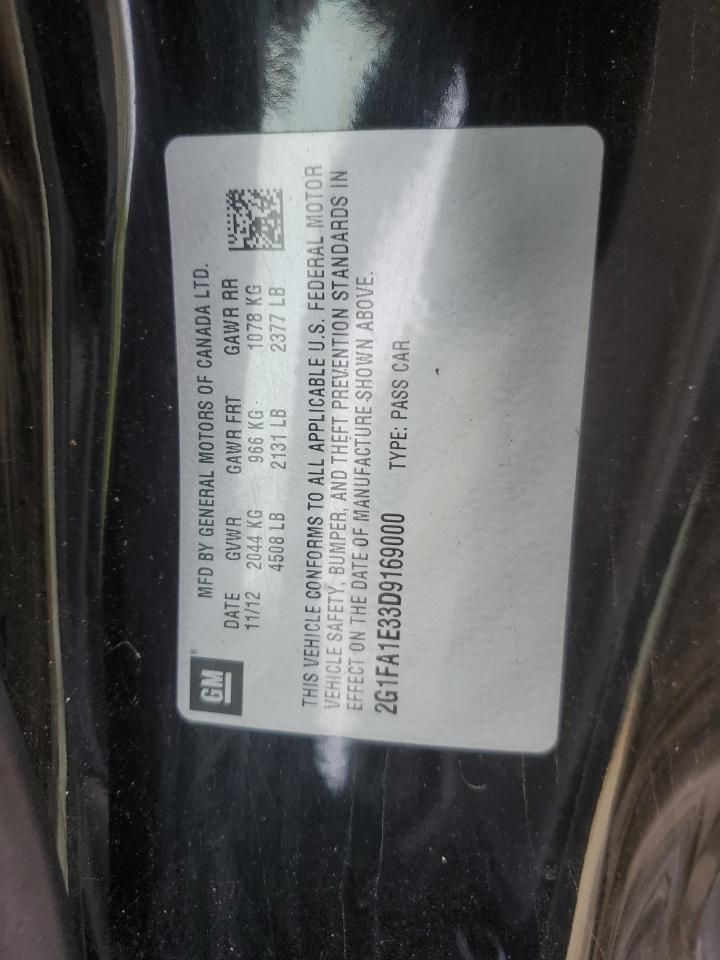 GM®
MFD BY GENERAL MOTORS OF CANADA LTD.
DATE GVWR GAWR FRT GAWR RR
11/12 2044 KG 966 KG 1078 KG
4508 LB 2131 LB 2377 LB
THIS VEHICLE CONFORMS TO ALL APPLICABLE U.S. FEDERAL MOTOR
VEHICLE SAFETY, BUMPER, AND THEFT PREVENTION STANDARDS IN
EFFECT ON THE DATE OF MANUFACTURE SHOWN ABOVE.
2G1FA1E33D9169000 TYPE: PASS CAR